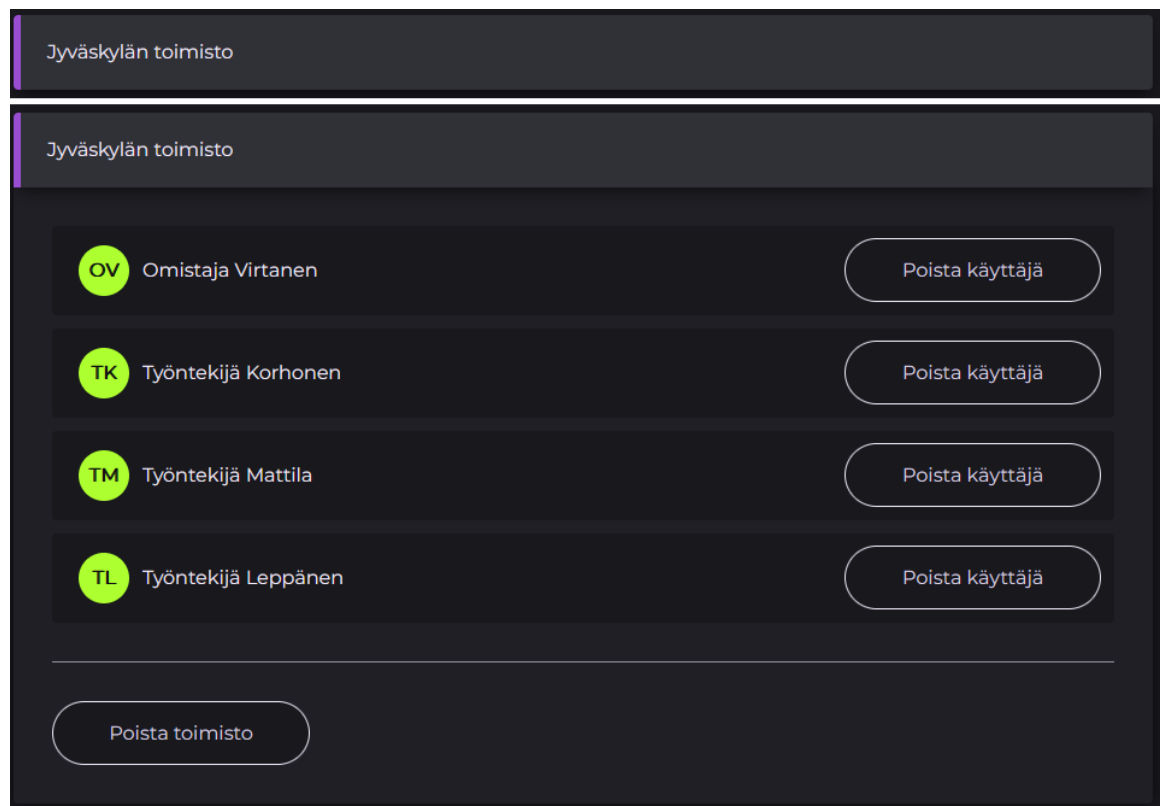 Jyväskylän toimisto
Jyväskylän toimisto
OV Omistaja Virtanen Poista käyttäjä
TK Työntekijä Korhonen Poista käyttäjä
TM Työntekijä Mattila Poista käyttäjä
TL Työntekijä Leppänen Poista käyttäjä
Poista toimisto